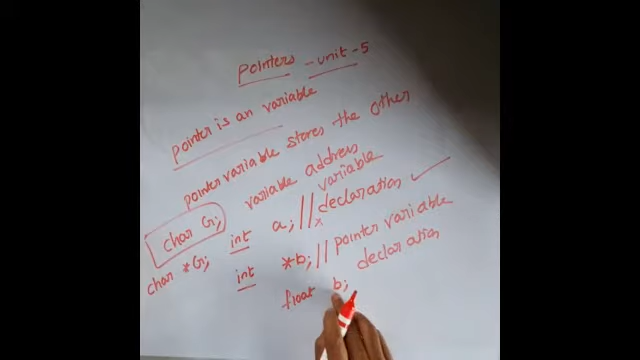 Pointers - unit - 5
pointer is an variable
pointer variable stores the other
variable address
char G; int a; // variable declaration
char *G; int *b; // pointer variable declaration
float b;